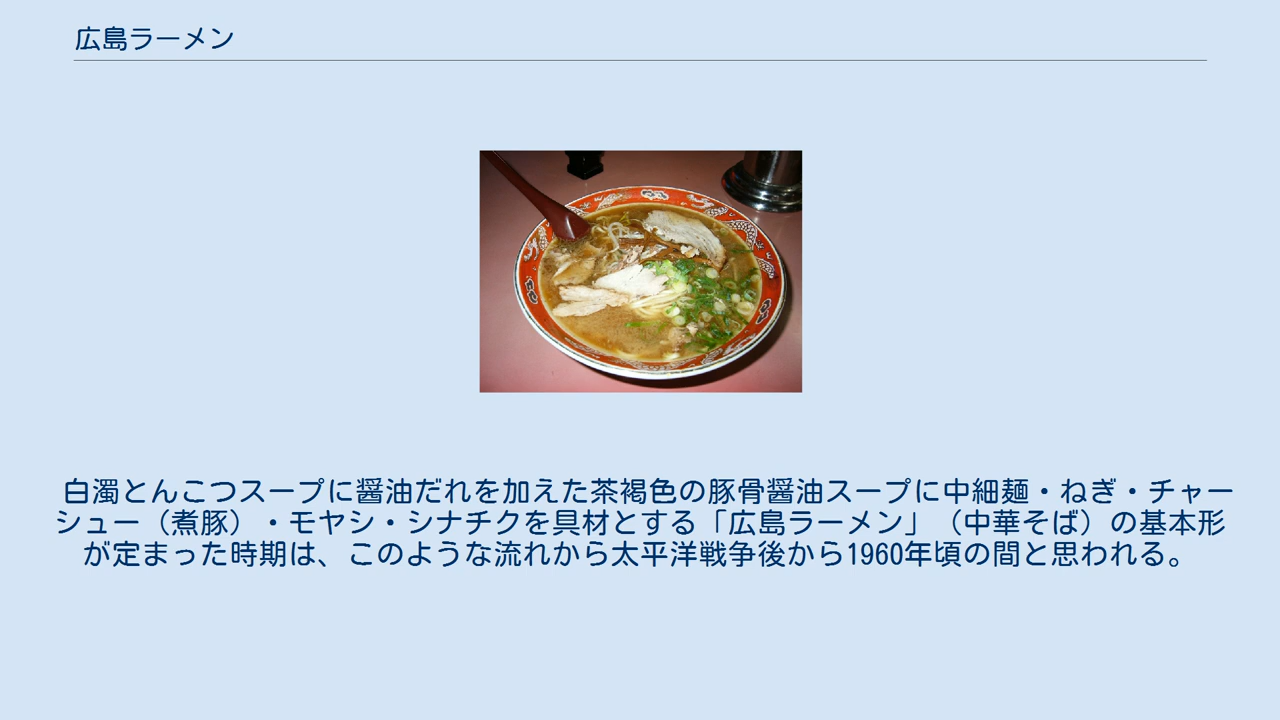 広島ラーメン
白濁とんこつスープに醤油だれを加えた茶褐色の豚骨醤油スープに中細麺・ねぎ・チャー
シュー（煮豚）・モヤシ・シナチクを具材とする「広島ラーメン」（中華そば）の基本形
が定まった時期は、このような流れから太平洋戦争後から1960年頃の間と思われる。